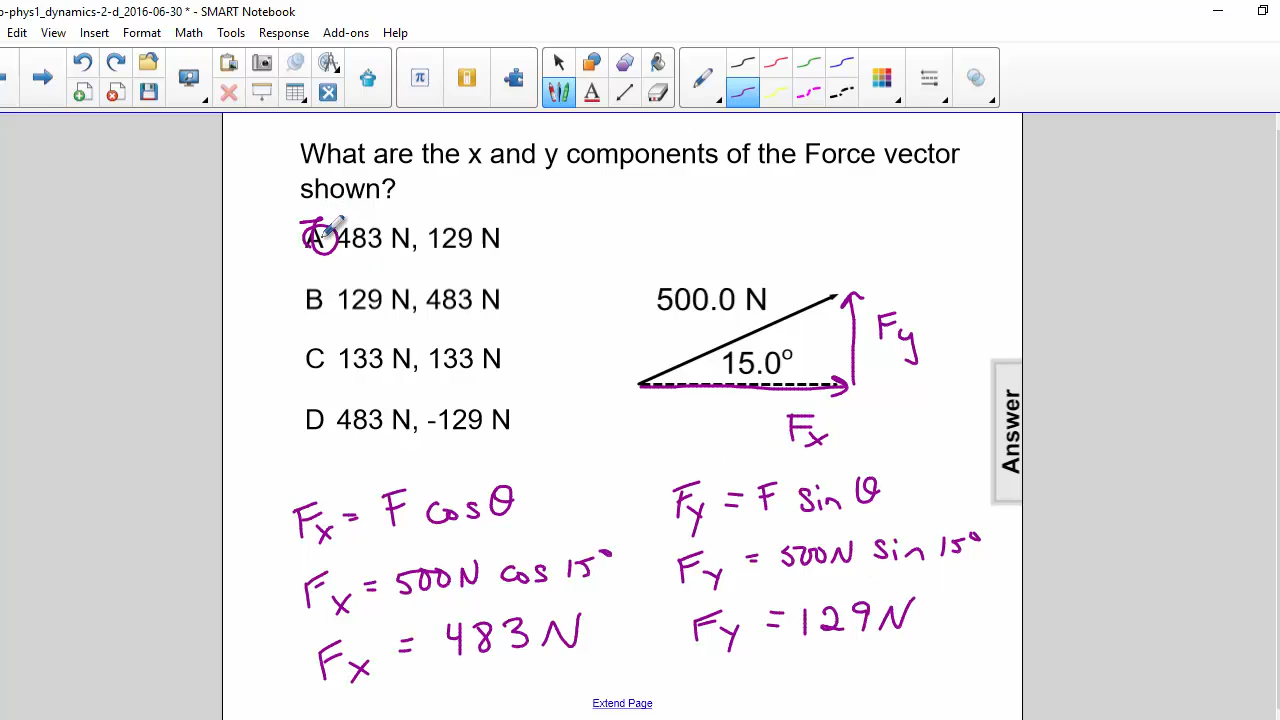 o-phys1_dynamics-2-d_2016-06-30 * - SMART Notebook
Edit View Insert Format Math Tools Response Add-ons Help
π
A
What are the x and y components of the Force vector
shown?
A 483 N, 129 N
B 129 N, 483 N
C 133 N, 133 N
D 483 N, -129 N
500.0 N
15.0º
Fy
Fx
Answer
Fx = F cosθ
Fx = 500N cos 15°
Fx = 483 N
Fy = F sin θ
Fy = 500N sin 15°
Fy = 129N
Extend Page